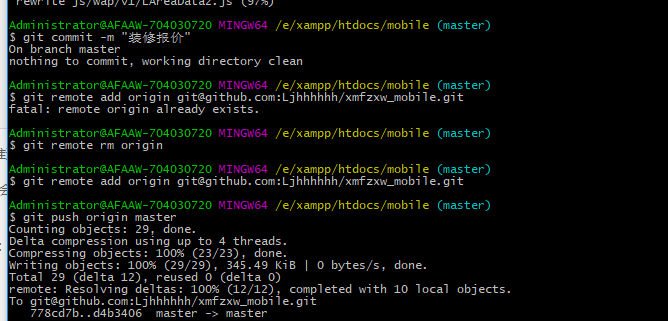 rewrite js/wap/v1/LAreaData2.js (97%)
Administrator@AFAAW-704030720 MINGW64 /e/xampp/htdocs/mobile (master)
$ git commit -m "装修报价"
On branch master
nothing to commit, working directory clean
Administrator@AFAAW-704030720 MINGW64 /e/xampp/htdocs/mobile (master)
$ git remote add origin git@github.com:Ljhhhhhh/xmfzxw_mobile.git
fatal: remote origin already exists.
Administrator@AFAAW-704030720 MINGW64 /e/xampp/htdocs/mobile (master)
$ git remote rm origin
Administrator@AFAAW-704030720 MINGW64 /e/xampp/htdocs/mobile (master)
$ git remote add origin git@github.com:Ljhhhhhh/xmfzxw_mobile.git
Administrator@AFAAW-704030720 MINGW64 /e/xampp/htdocs/mobile (master)
$ git push origin master
Counting objects: 29, done.
Delta compression using up to 4 threads.
Compressing objects: 100% (23/23), done.
Writing objects: 100% (29/29), 345.49 KiB | 0 bytes/s, done.
Total 29 (delta 12), reused 0 (delta 0)
remote: Resolving deltas: 100% (12/12), completed with 10 local objects.
To git@github.com:Ljhhhhhh/xmfzxw_mobile.git
778cd7b..d4b3406 master -> master